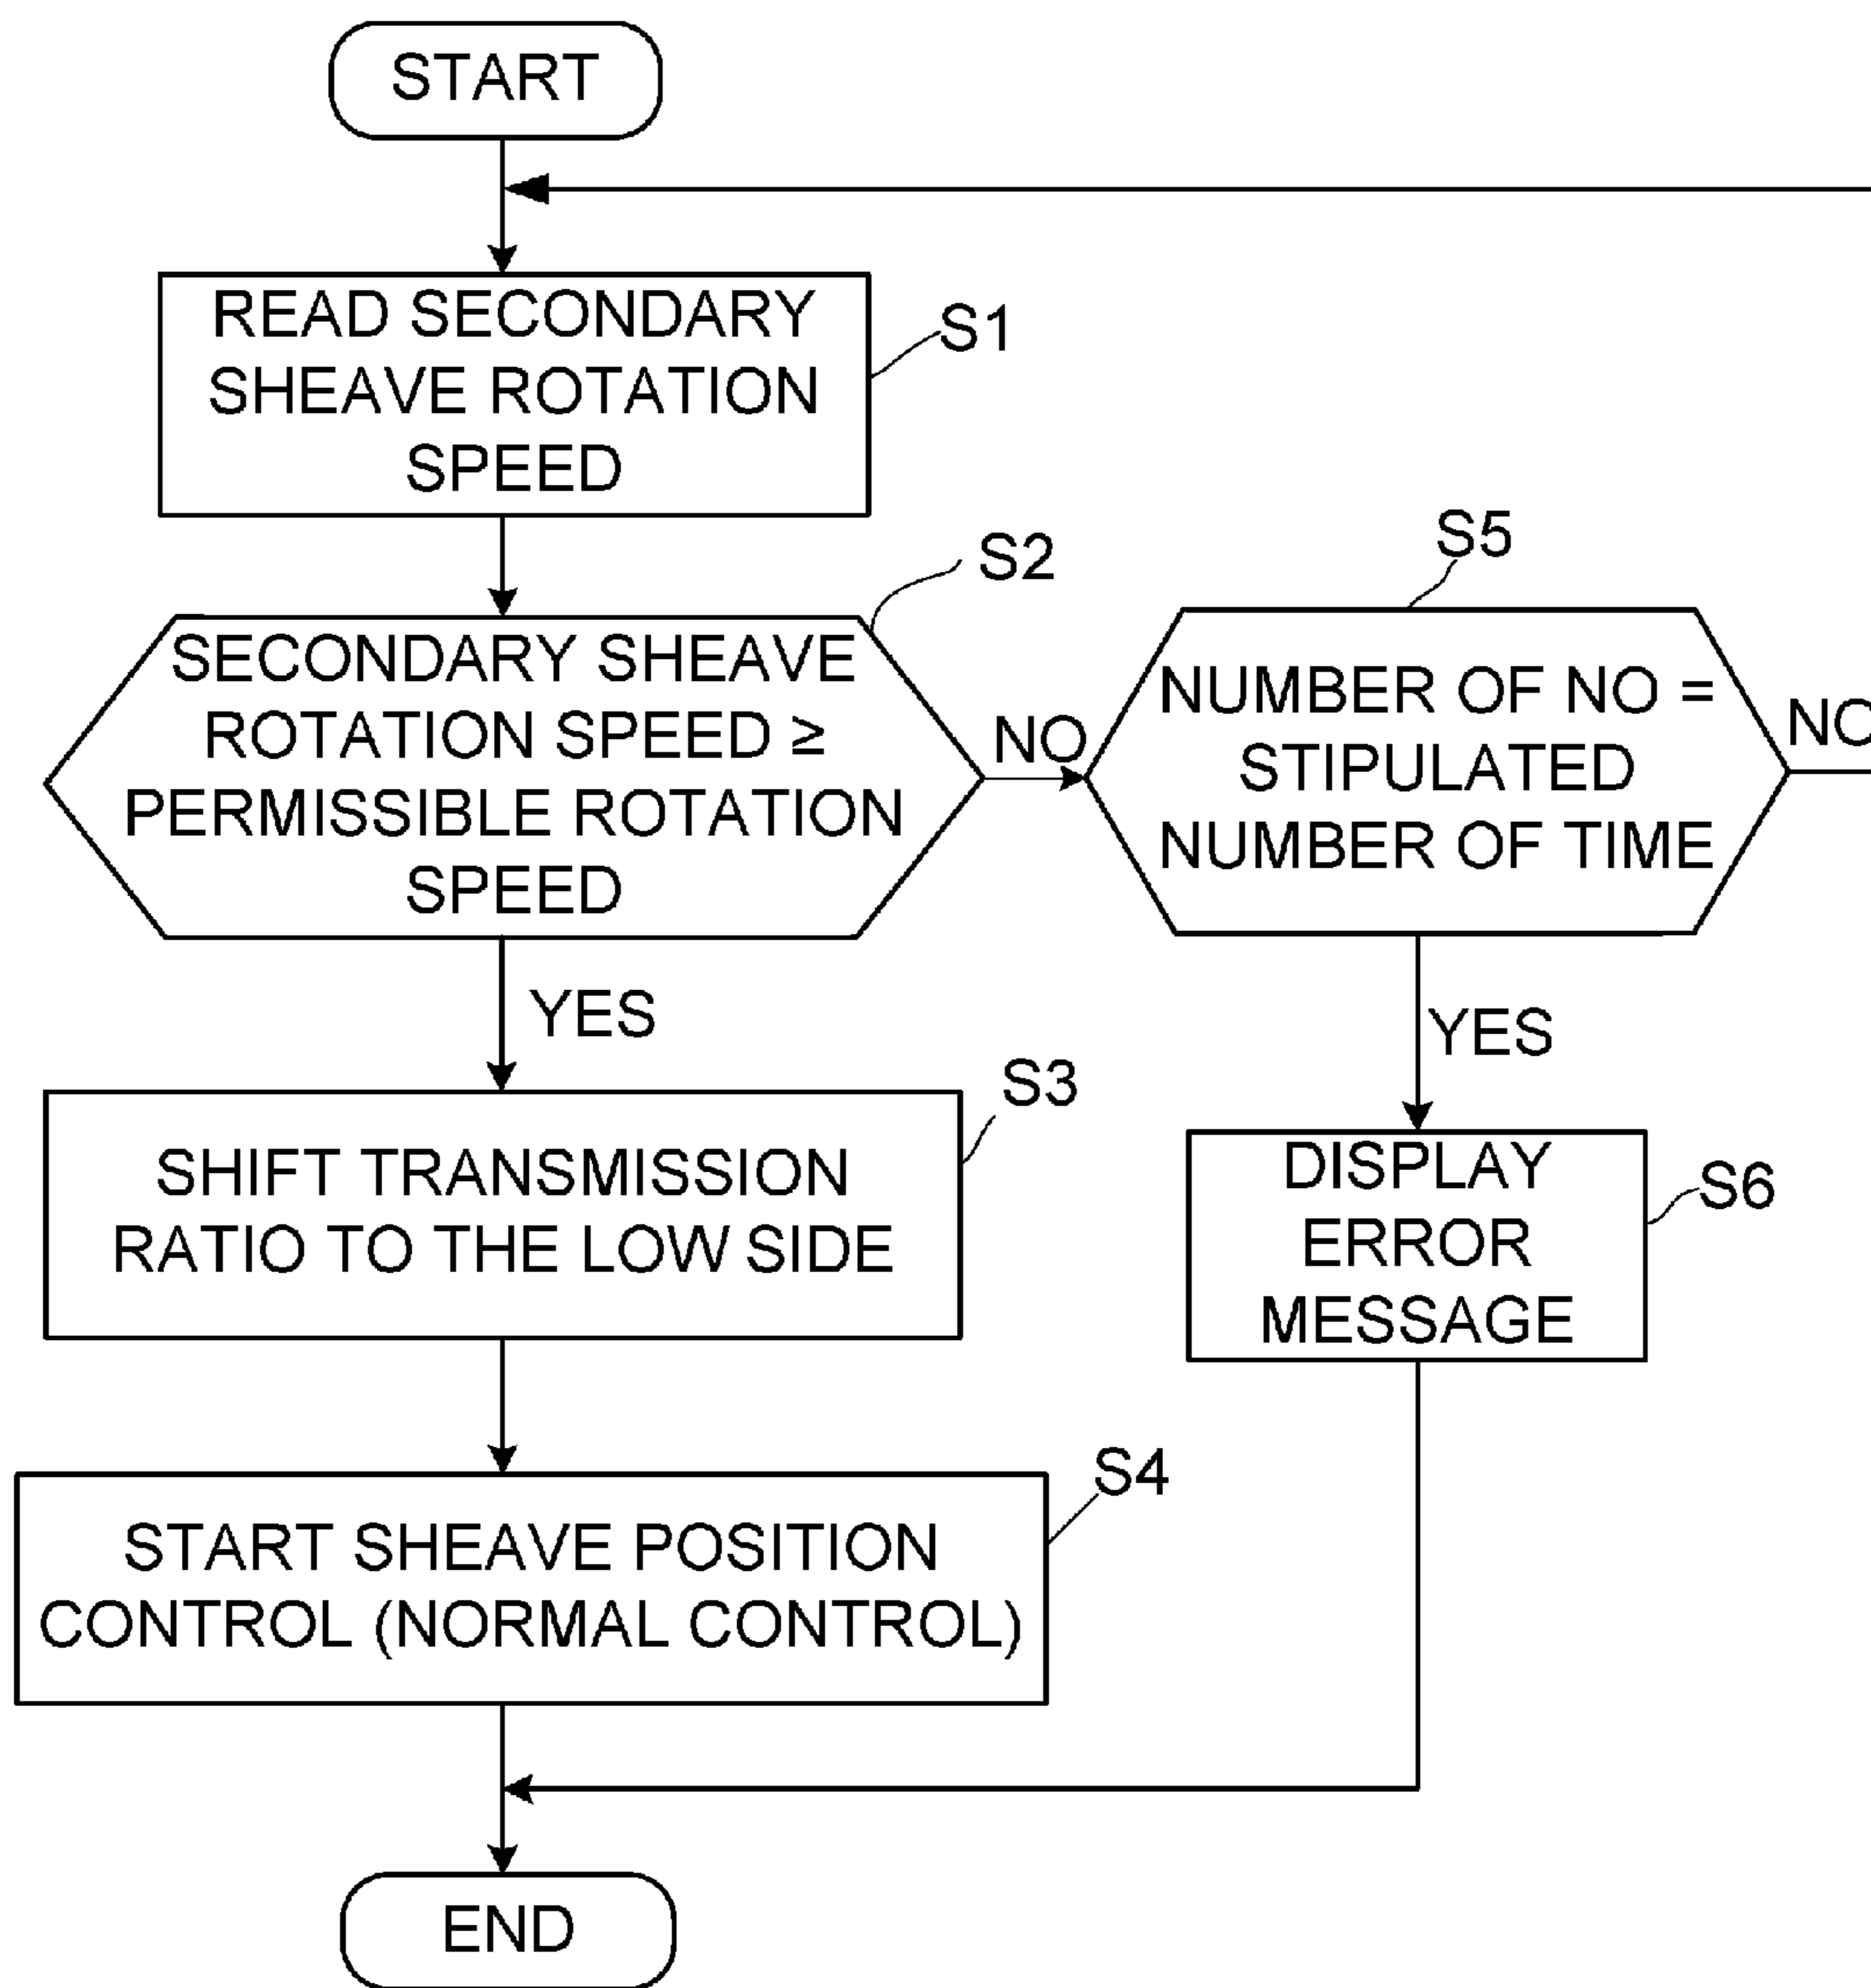 START
READ SECONDARY
SHEAVE ROTATION
SPEED
S1
SECONDARY SHEAVE
ROTATION SPEED ≥
PERMISSIBLE ROTATION
SPEED
S2
NO
YES
NUMBER OF NO =
STIPULATED
NUMBER OF TIME
S5
NO
YES
SHIFT TRANSMISSION
RATIO TO THE LOW SIDE
S3
DISPLAY
ERROR
MESSAGE
S6
START SHEAVE POSITION
CONTROL (NORMAL CONTROL)
S4
END